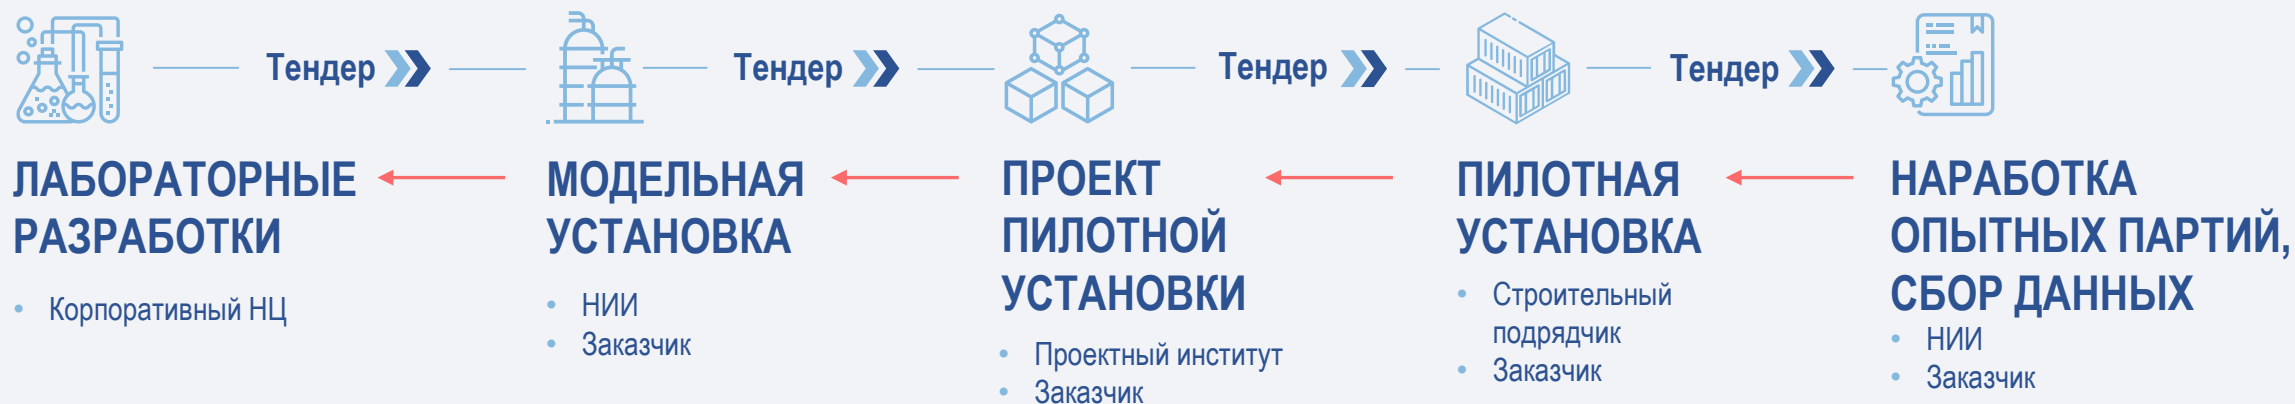 Тендер
Тендер
Тендер
Тендер
ЛАБОРАТОРНЫЕ
РАЗРАБОТКИ
• Корпоративный НЦ
МОДЕЛЬНАЯ
УСТАНОВКА
• НИИ
• Заказчик
ПРОЕКТ
ПИЛОТНОЙ
УСТАНОВКИ
• Проектный институт
• Заказчик
ПИЛОТНАЯ
УСТАНОВКА
• Строительный
подрядчик
• Заказчик
НАРАБОТКА
ОПЫТНЫХ ПАРТИЙ,
СБОР ДАННЫХ
• НИИ
• Заказчик